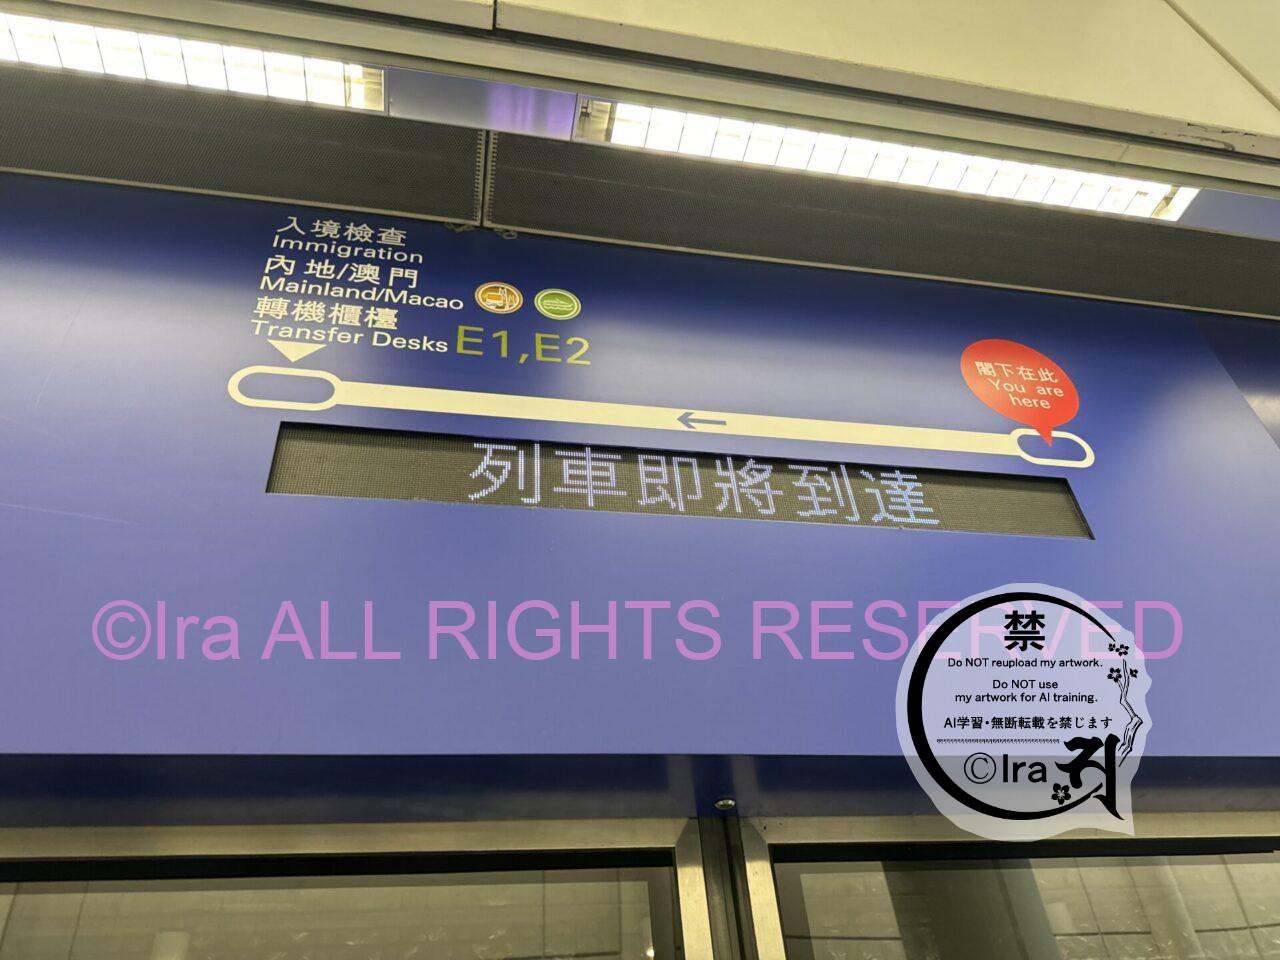 入境檢查
Immigration
內地/澳門
Mainland/Macao
轉機櫃檯
Transfer Desks E1,E2
閣下在此
You are
here
←
列車即將到達
©Ira ALL RIGHTS RESERVED
禁
Do NOT reupload my artwork.
Do NOT use
my artwork for AI training.
AI学習・無断転載を禁じます
©Ira